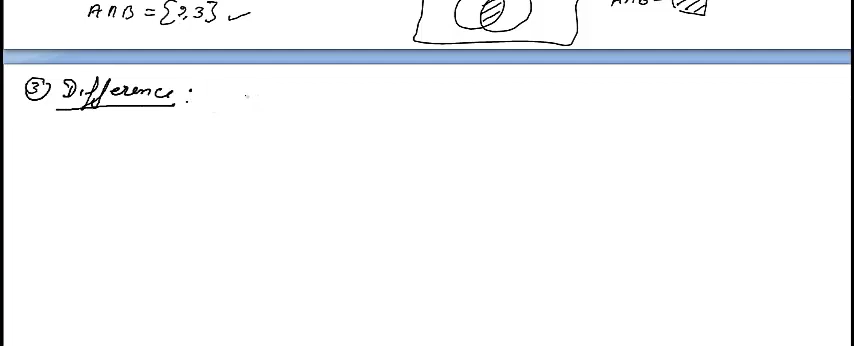 A∩B = {2,3} ✓
③ Difference :